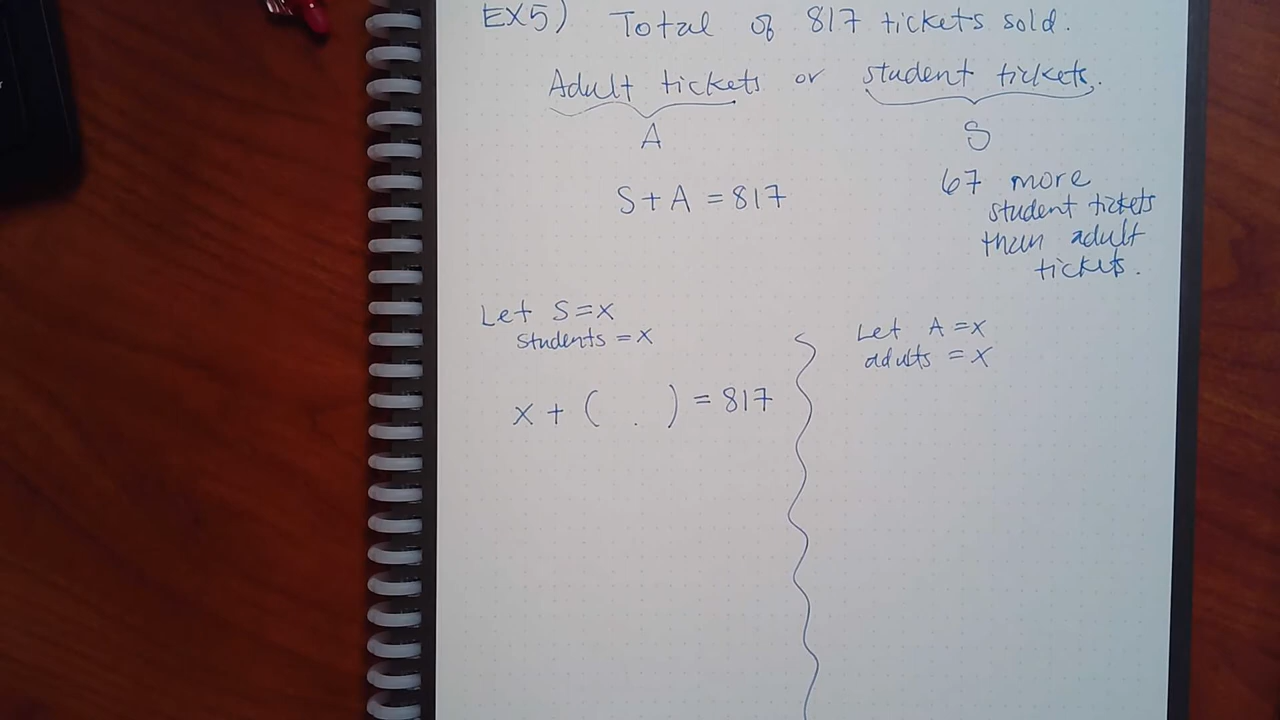 EX5) Total of 817 tickets sold.
Adult tickets or student tickets.
A S
S + A = 817
67 more
student tickets
than adult
tickets.
Let S = x
students = x
x + ( . ) = 817
Let A = x
adults = x